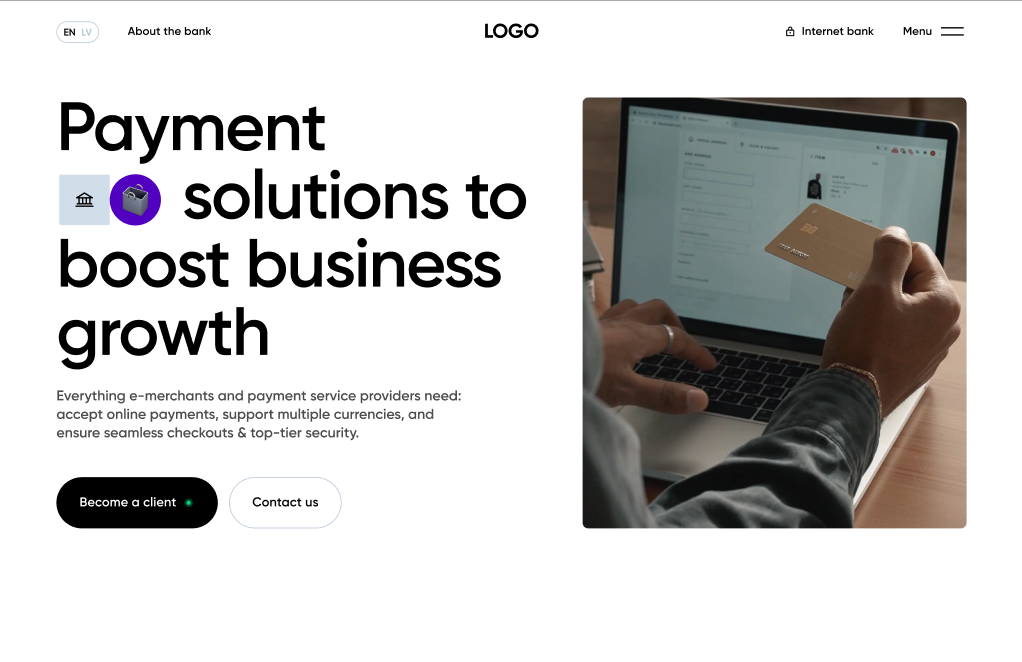 EN LV
About the bank
LOGO
Internet bank
Menu
Payment
solutions to
boost business
growth
Everything e-merchants and payment service providers need:
accept online payments, support multiple currencies, and
ensure seamless checkouts & top-tier security.
Become a client
Contact us